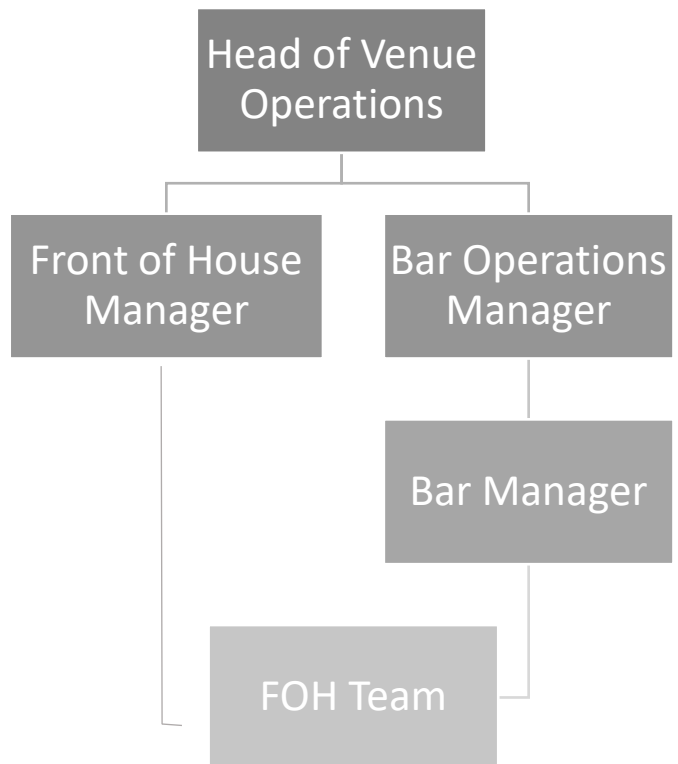 Head of Venue
Operations
Front of House
Manager
Bar Operations
Manager
Bar Manager
FOH Team